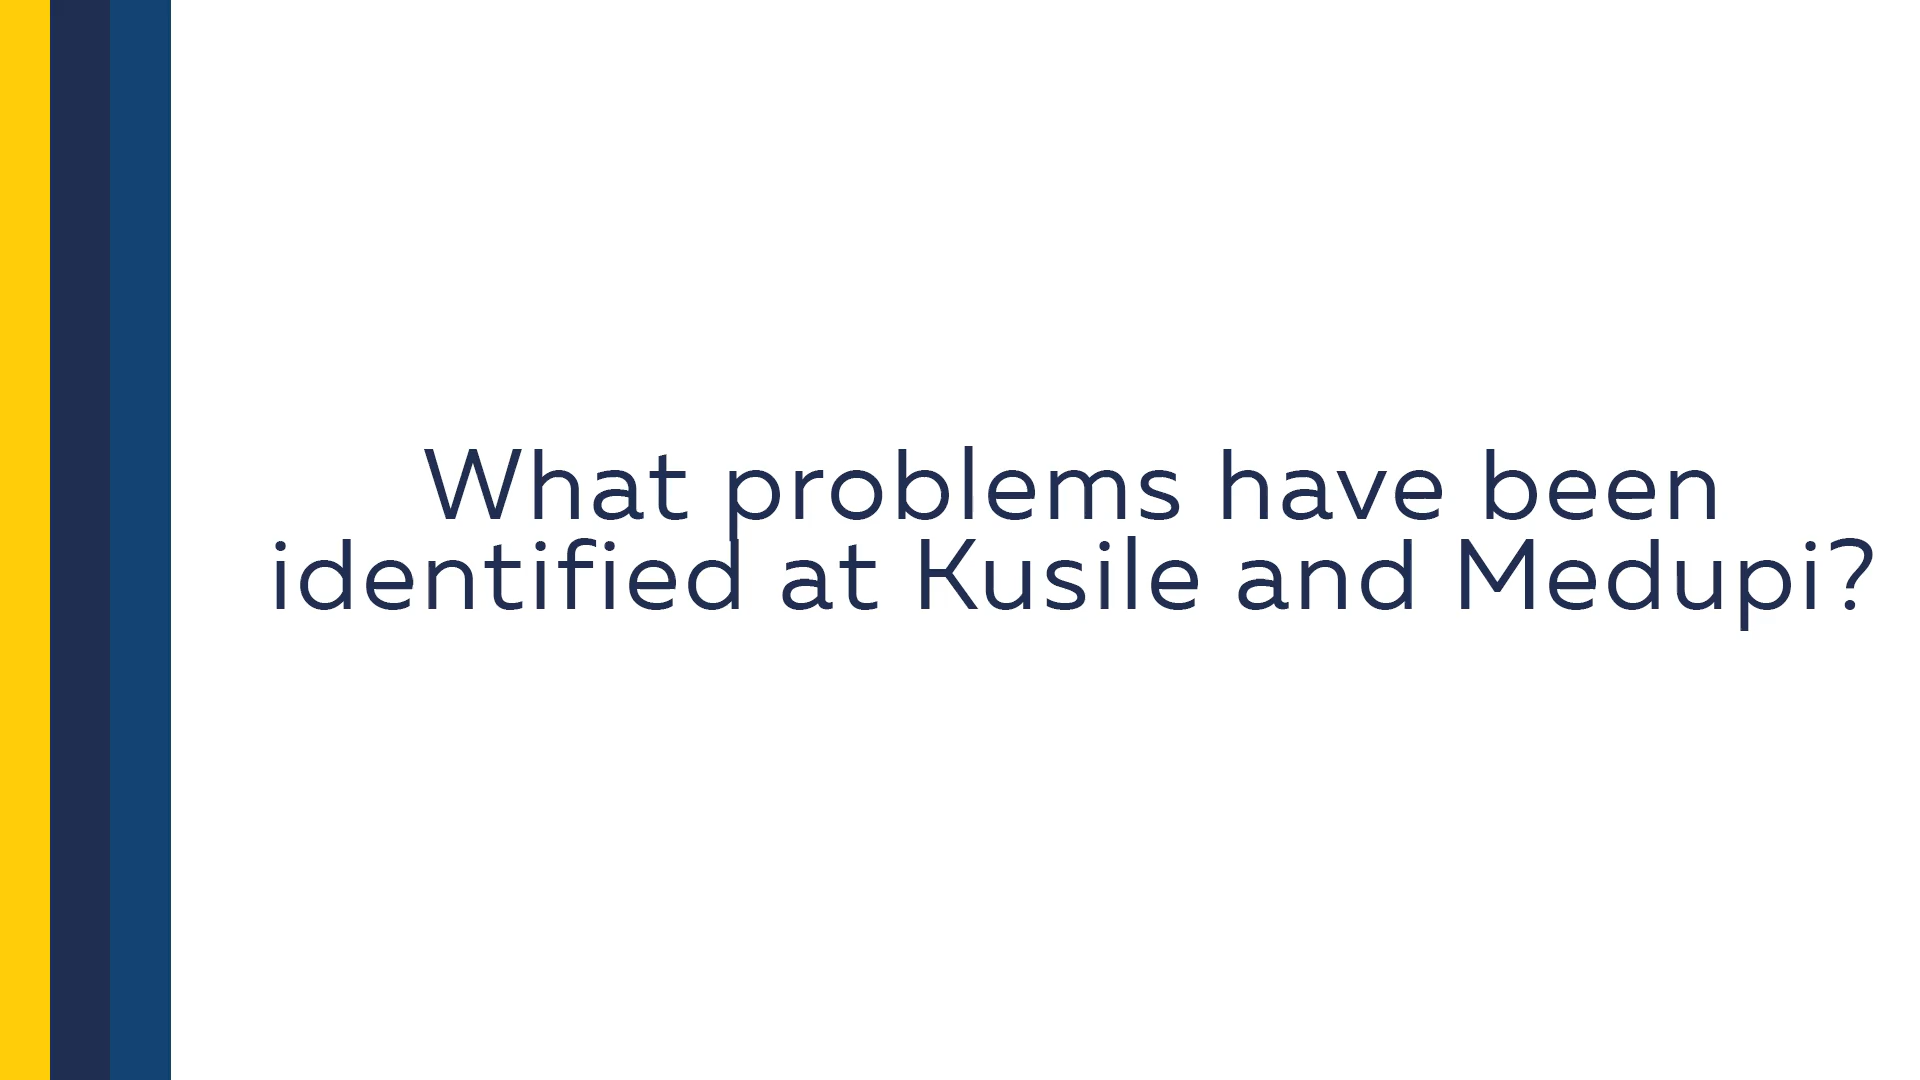 What problems have been
identified at Kusile and Medupi?